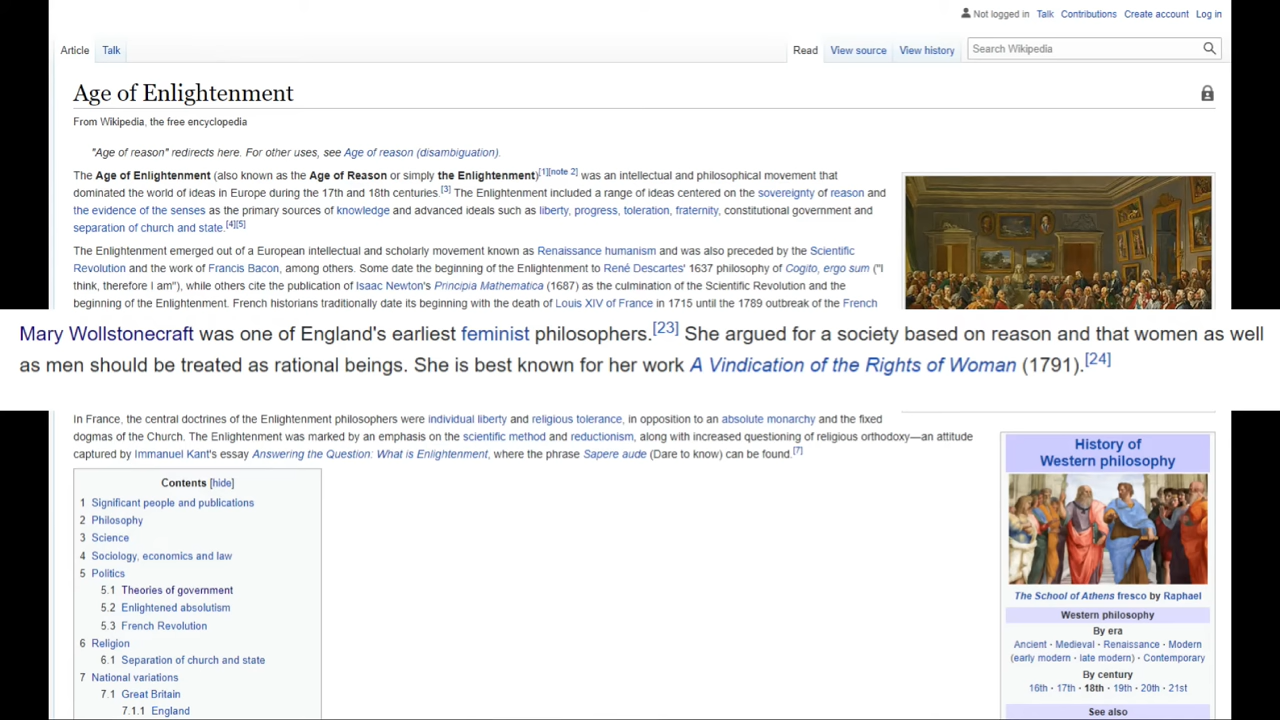 Not logged in Talk Contributions Create account Log in
Article Talk Read View source View history Search Wikipedia
Age of Enlightenment
From Wikipedia, the free encyclopedia
"Age of reason" redirects here. For other uses, see Age of reason (disambiguation).
The Age of Enlightenment (also known as the Age of Reason or simply the Enlightenment)[1][note 2] was an intellectual and philosophical movement that
dominated the world of ideas in Europe during the 17th and 18th centuries.[3] The Enlightenment included a range of ideas centered on the sovereignty of reason and
the evidence of the senses as the primary sources of knowledge and advanced ideals such as liberty, progress, toleration, fraternity, constitutional government and
separation of church and state.[4][5]
The Enlightenment emerged out of a European intellectual and scholarly movement known as Renaissance humanism and was also preceded by the Scientific
Revolution and the work of Francis Bacon, among others. Some date the beginning of the Enlightenment to René Descartes' 1637 philosophy of Cogito, ergo sum ("I
think, therefore I am"), while others cite the publication of Isaac Newton's Principia Mathematica (1687) as the culmination of the Scientific Revolution and the
beginning of the Enlightenment. French historians traditionally date its beginning with the death of Louis XIV of France in 1715 until the 1789 outbreak of the French
Mary Wollstonecraft was one of England's earliest feminist philosophers.[23] She argued for a society based on reason and that women as well
as men should be treated as rational beings. She is best known for her work A Vindication of the Rights of Woman (1791).[24]
In France, the central doctrines of the Enlightenment philosophers were individual liberty and religious tolerance, in opposition to an absolute monarchy and the fixed
dogmas of the Church. The Enlightenment was marked by an emphasis on the scientific method and reductionism, along with increased questioning of religious orthodoxy—an attitude
captured by Immanuel Kant's essay Answering the Question: What is Enlightenment, where the phrase Sapere aude (Dare to know) can be found.[7]
Contents [hide]
1 Significant people and publications
2 Philosophy
3 Science
4 Sociology, economics and law
5 Politics
5.1 Theories of government
5.2 Enlightened absolutism
5.3 French Revolution
6 Religion
6.1 Separation of church and state
7 National variations
7.1 Great Britain
7.1.1 England
History of
Western philosophy
The School of Athens fresco by Raphael
Western philosophy
By era
Ancient · Medieval · Renaissance · Modern
(early modern · late modern) · Contemporary
By century
16th · 17th · 18th · 19th · 20th · 21st
See also